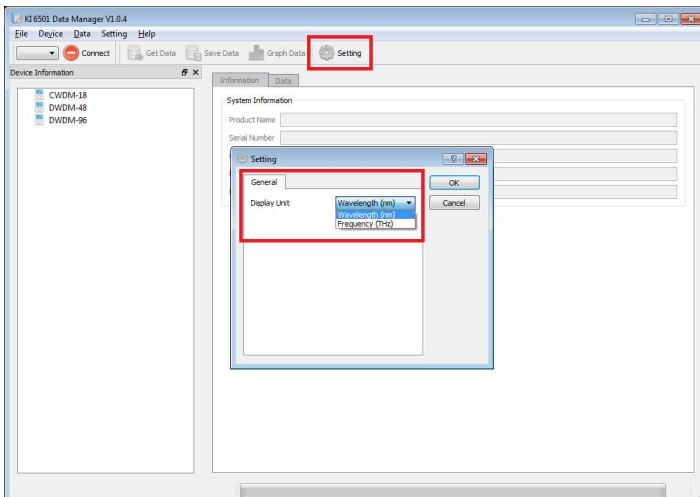 KI 6501 Data Manager V1.0.4
File Device Data Setting Help
Connect Get Data Save Data Graph Data Setting
Device Information
Information Data
CWDM-18
DWDM-48
DWDM-96
System Information
Product Name
Serial Number
Setting
General
OK
Display Unit Wavelength (nm) Cancel
Wavelength (nm)
Frequency (THz)